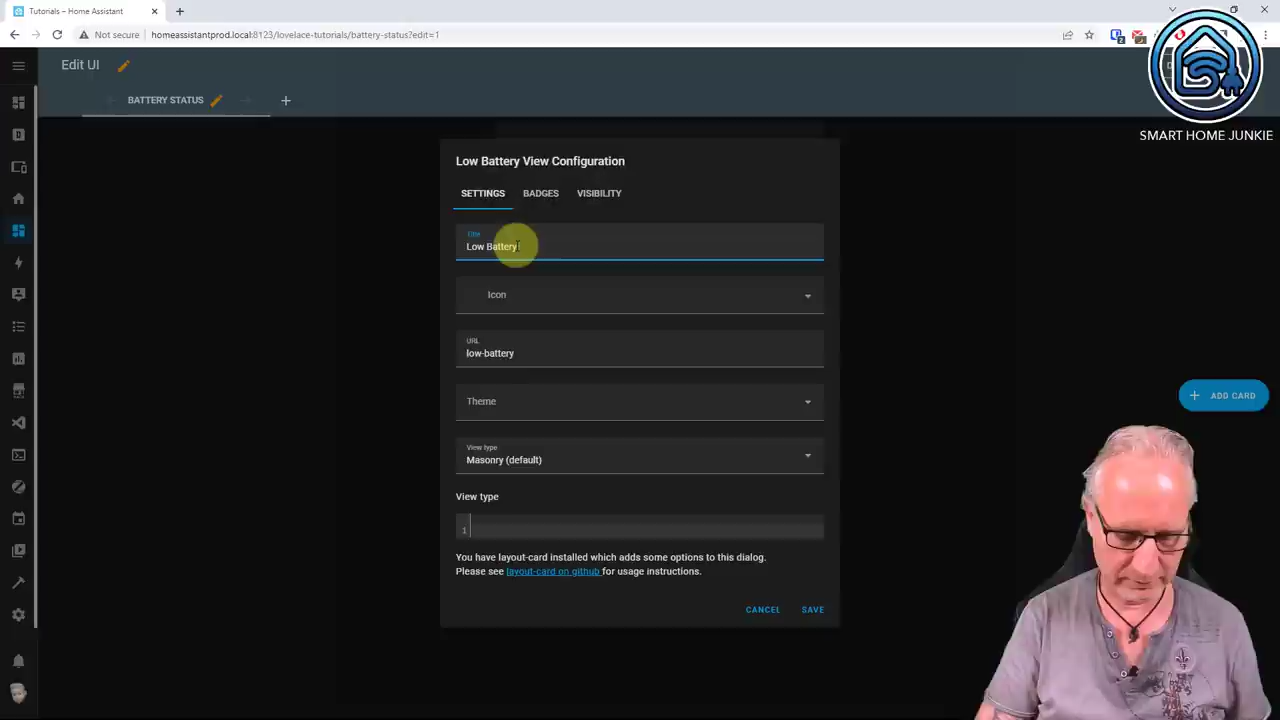 Tutorials – Home Assistant
Not secure
homeassistantprod.local:8123/lovelace-tutorials/battery-status?edit=1
Edit UI
BATTERY STATUS
SMART HOME JUNKIE
Low Battery View Configuration
SETTINGS
BADGES
VISIBILITY
Title
Low Battery
Icon
URL
low-battery
Theme
ADD CARD
View type
Masonry (default)
View type
1
You have layout-card installed which adds some options to this dialog.
Please see layout-card on github for usage instructions.
CANCEL
SAVE